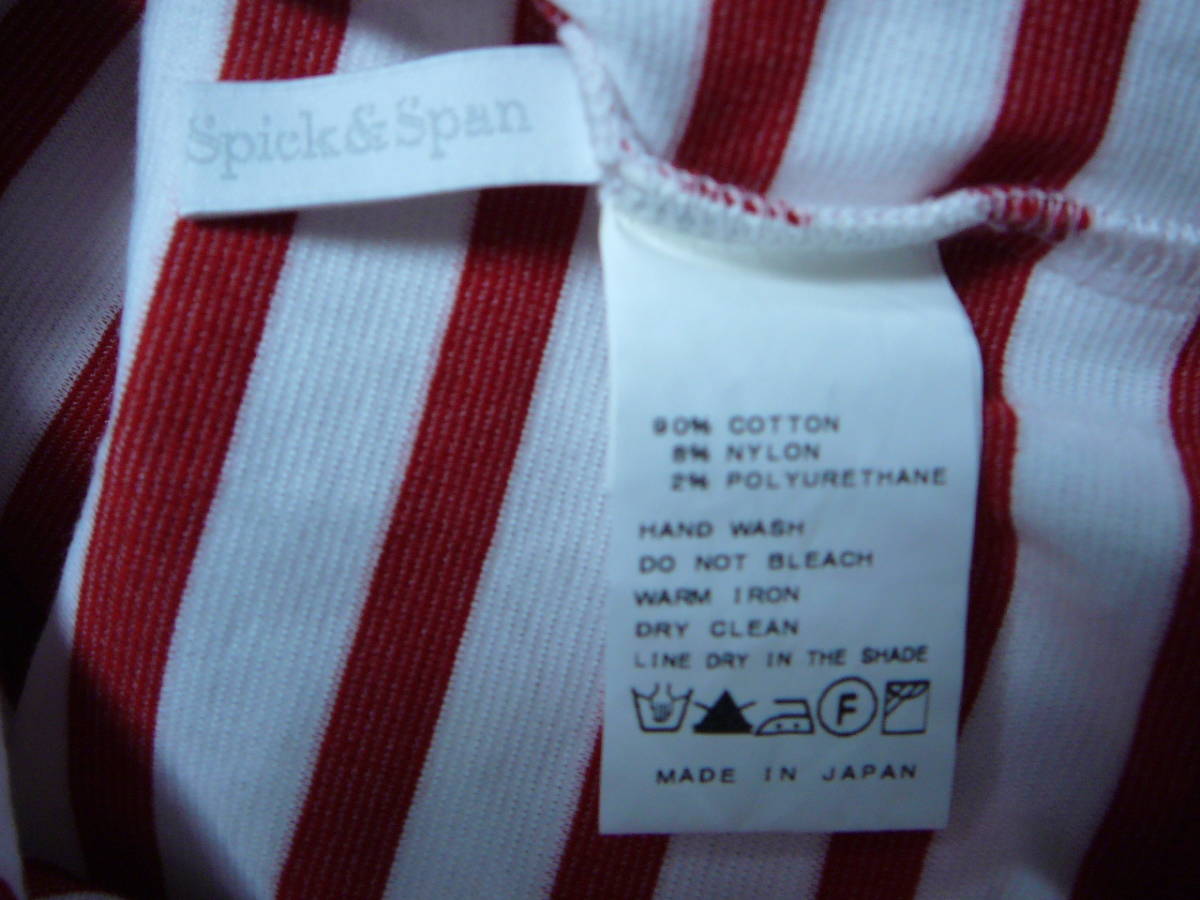 Spick&Span
90% COTTON
8% NYLON
2% POLYURETHANE
HAND WASH
DO NOT BLEACH
WARM IRON
DRY CLEAN
LINE DRY IN THE SHADE
F
MADE IN JAPAN